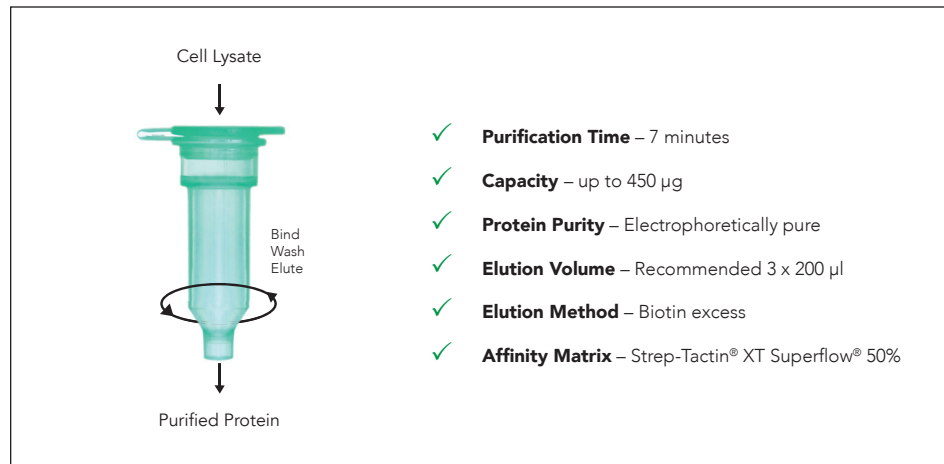 Cell Lysate
Bind
Wash
Elute
Purified Protein
✓ Purification Time – 7 minutes
✓ Capacity – up to 450 µg
✓ Protein Purity – Electrophoretically pure
✓ Elution Volume – Recommended 3 x 200 µl
✓ Elution Method – Biotin excess
✓ Affinity Matrix – Strep-Tactin® XT Superflow® 50%